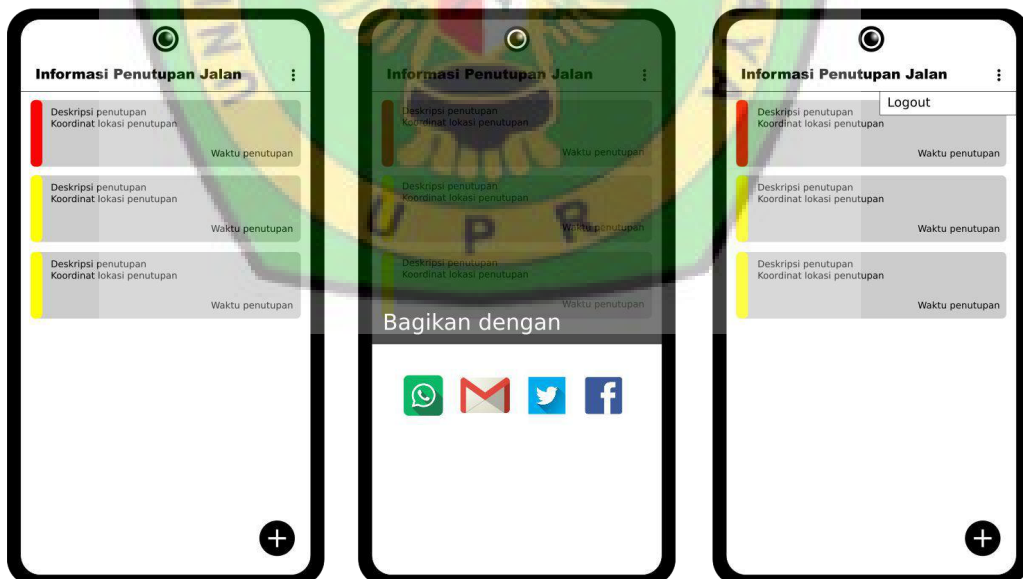 Informasi Penutupan Jalan
Deskripsi penutupan
Koordinat lokasi penutupan
Waktu penutupan
Deskripsi penutupan
Koordinat lokasi penutupan
Waktu penutupan
Deskripsi penutupan
Koordinat lokasi penutupan
Waktu penutupan
Informasi Penutupan Jalan
Deskripsi penutupan
Koordinat lokasi penutupan
Waktu penutupan
Deskripsi penutupan
Koordinat lokasi penutupan
Waktu penutupan
Deskripsi penutupan
Koordinat lokasi penutupan
Waktu penutupan
Bagikan dengan
Informasi Penutupan Jalan
Logout
Deskripsi penutupan
Koordinat lokasi penutupan
Waktu penutupan
Deskripsi penutupan
Koordinat lokasi penutupan
Waktu penutupan
Deskripsi penutupan
Koordinat lokasi penutupan
Waktu penutupan
UPR